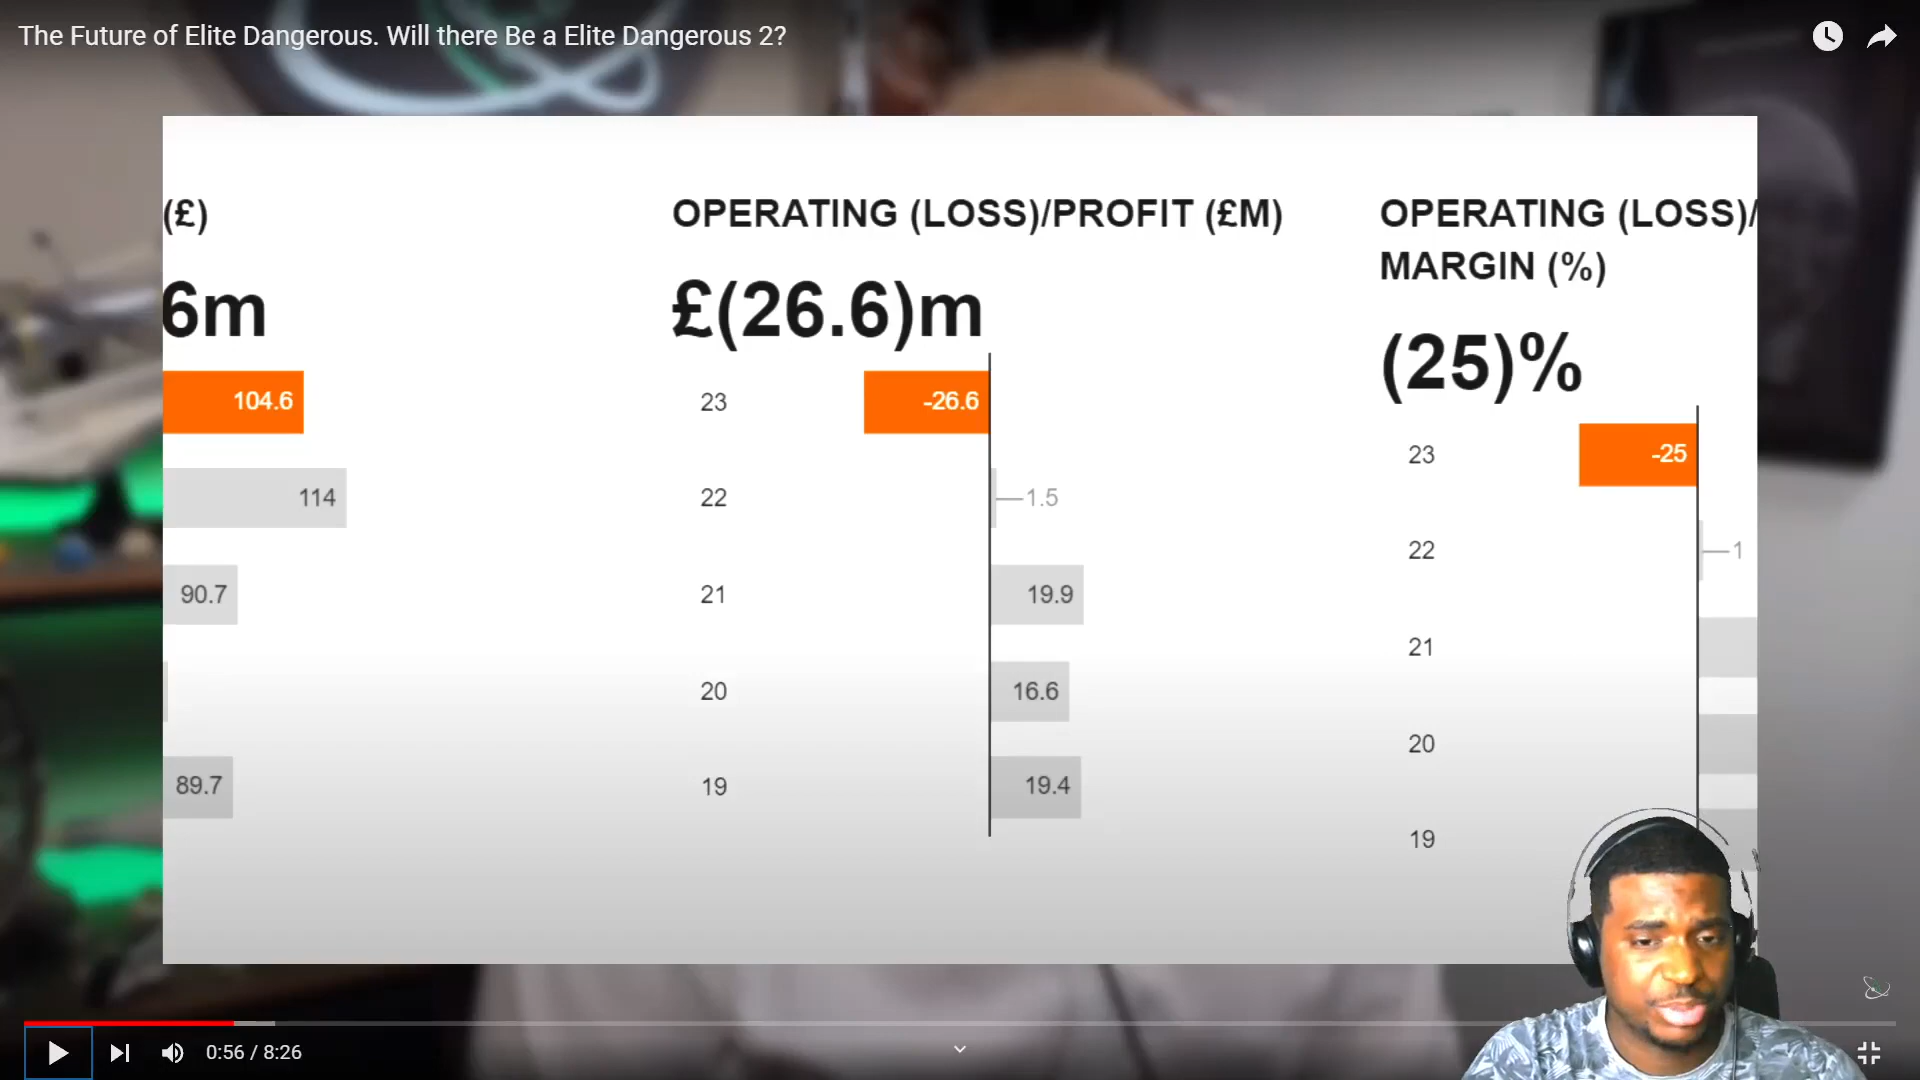 The Future of Elite Dangerous. Will there Be a Elite Dangerous 2?
(£)
6m
104.6
114
90.7
89.7
OPERATING (LOSS)/PROFIT (£M)
£(26.6)m
23 -26.6
22 1.5
21 19.9
20 16.6
19 19.4
OPERATING (LOSS)/
MARGIN (%)
(25)%
23 -25
22 1
21
20
19
0:56 / 8:26